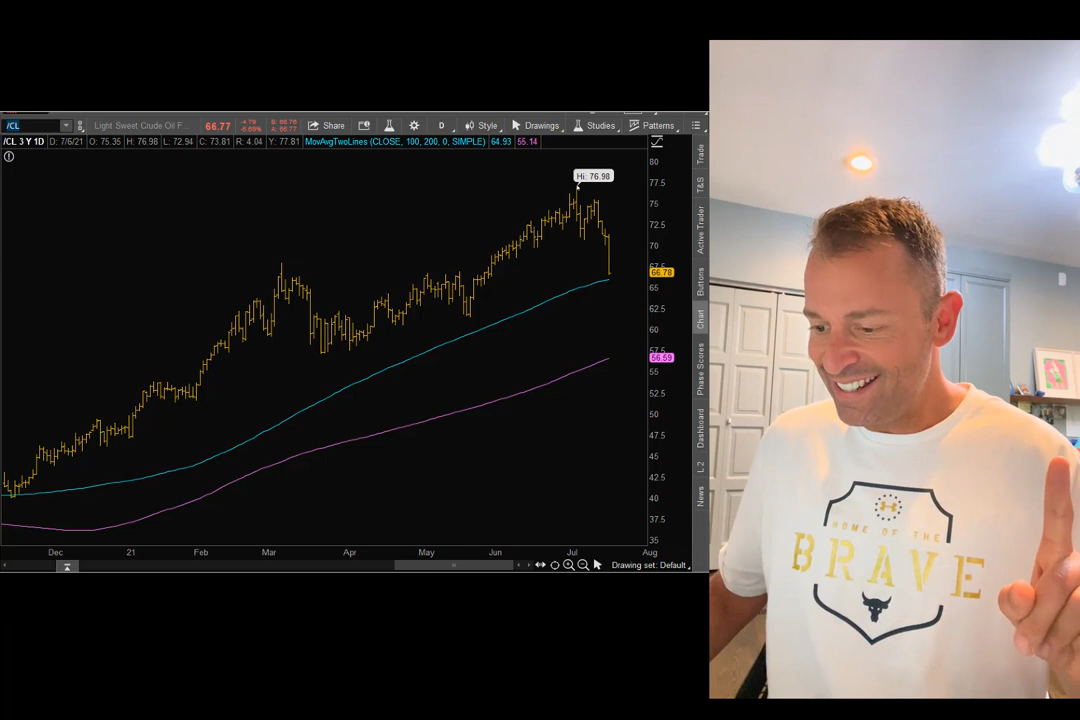 /CL Light Sweet Crude Oil F... 66.77 Share D Style Drawings Studies Patterns
/CL 3 Y 1D D: 7/6/21 O: 75.35 H: 76.98 L: 72.94 C: 73.81 R: 4.04 Y: 77.81 MovAvgTwoLines (CLOSE, 100, 200, 0, SIMPLE) 64.93 55.14
Hi: 76.98
80
77.5
75
72.5
70
67.5
66.78
65
62.5
60
57.5
56.59
55
52.5
50
47.5
45
42.5
40
37.5
35
Dec 21 Feb Mar Apr May Jun Jul Aug
Drawing set: Default
Trade
T&S
Active Trader
Buttons
Chart
Phase Scores
Dashboard
L2
News
HOME OF THE
BRAVE